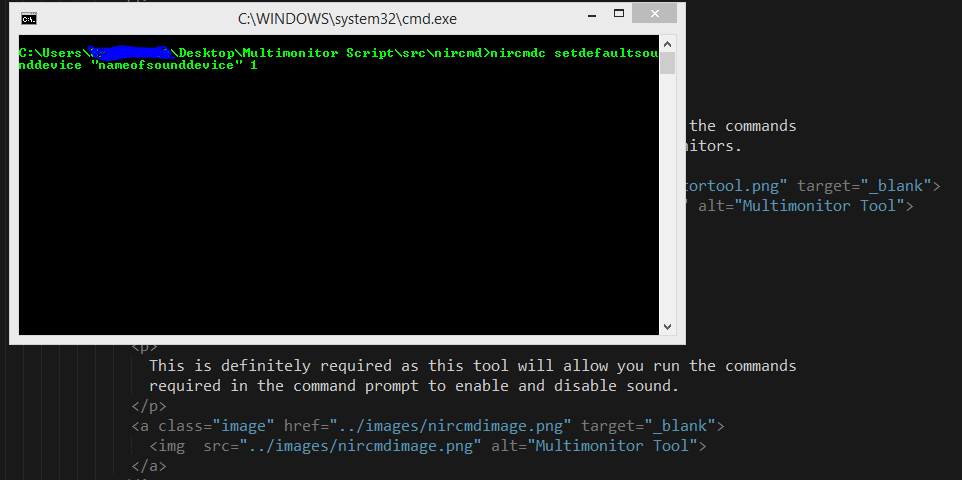 C:\WINDOWS\system32\cmd.exe
C:\Users\ \Desktop\Multimonitor Script\src\nircmd>nircmdc setdefaultsou
nddevice "nameofsounddevice" 1
the commands
nitors.
tortool.png" target="_blank">
" alt="Multimonitor Tool">
<p>
This is definitely required as this tool will allow you run the commands
required in the command prompt to enable and disable sound.
</p>
<a class="image" href="../images/nircmdimage.png" target="_blank">
<img  src="../images/nircmdimage.png" alt="Multimonitor Tool">
</a>